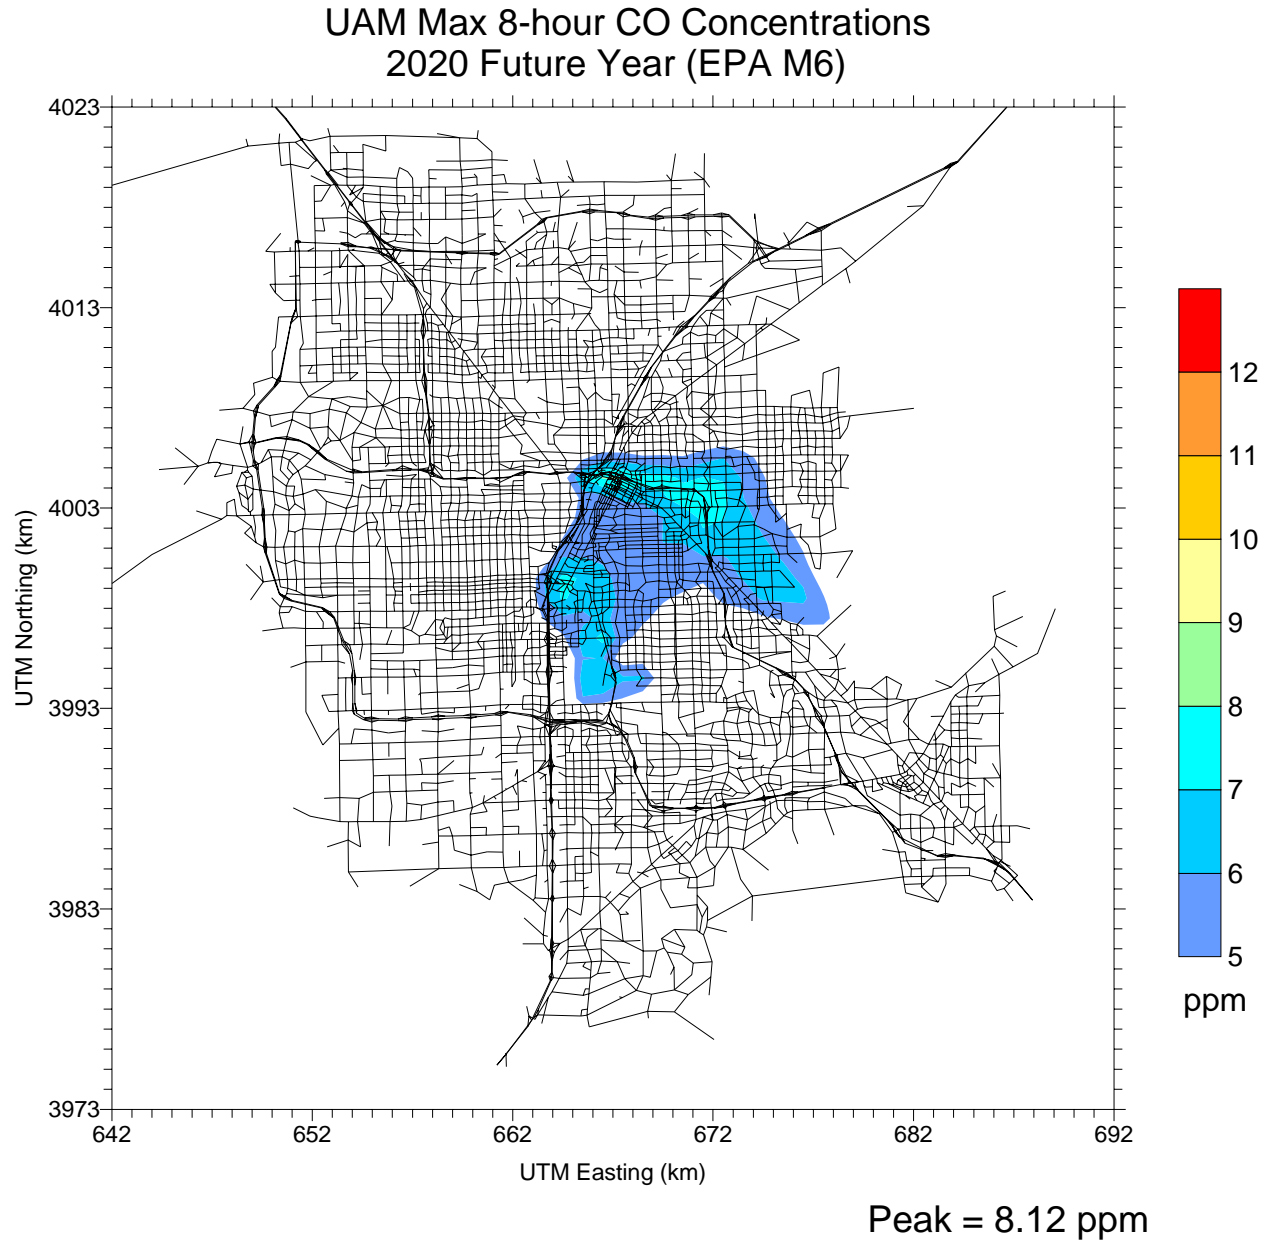 UAM Max 8-hour CO Concentrations
2020 Future Year (EPA M6)
4023
4013
4003
3993
3983
3973
UTM Northing (km)
642 652 662 672 682 692
UTM Easting (km)
12
11
10
9
8
7
6
5
ppm
Peak = 8.12 ppm